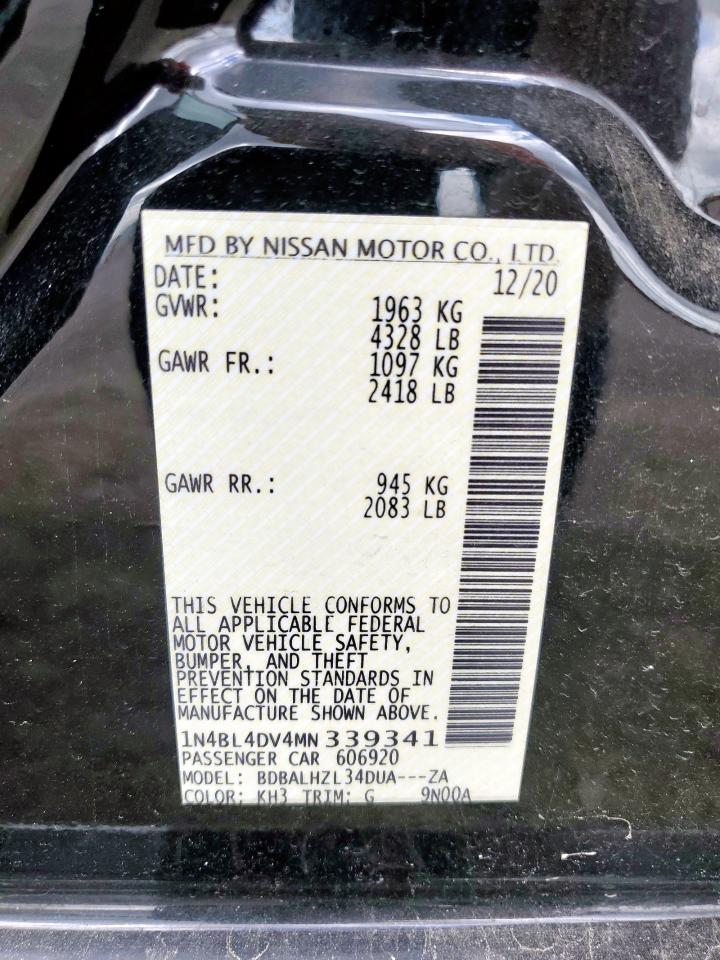 MFD BY NISSAN MOTOR CO., LTD.
DATE: 12/20
GVWR: 1963 KG
4328 LB
GAWR FR.: 1097 KG
2418 LB
GAWR RR.: 945 KG
2083 LB
THIS VEHICLE CONFORMS TO
ALL APPLICABLE FEDERAL
MOTOR VEHICLE SAFETY,
BUMPER, AND THEFT
PREVENTION STANDARDS IN
EFFECT ON THE DATE OF
MANUFACTURE SHOWN ABOVE.
1N4BL4DV4MN 339341
PASSENGER CAR 606920
MODEL: BDBALHZL34DUA---ZA
COLOR: KH3 TRIM: G 9N00A